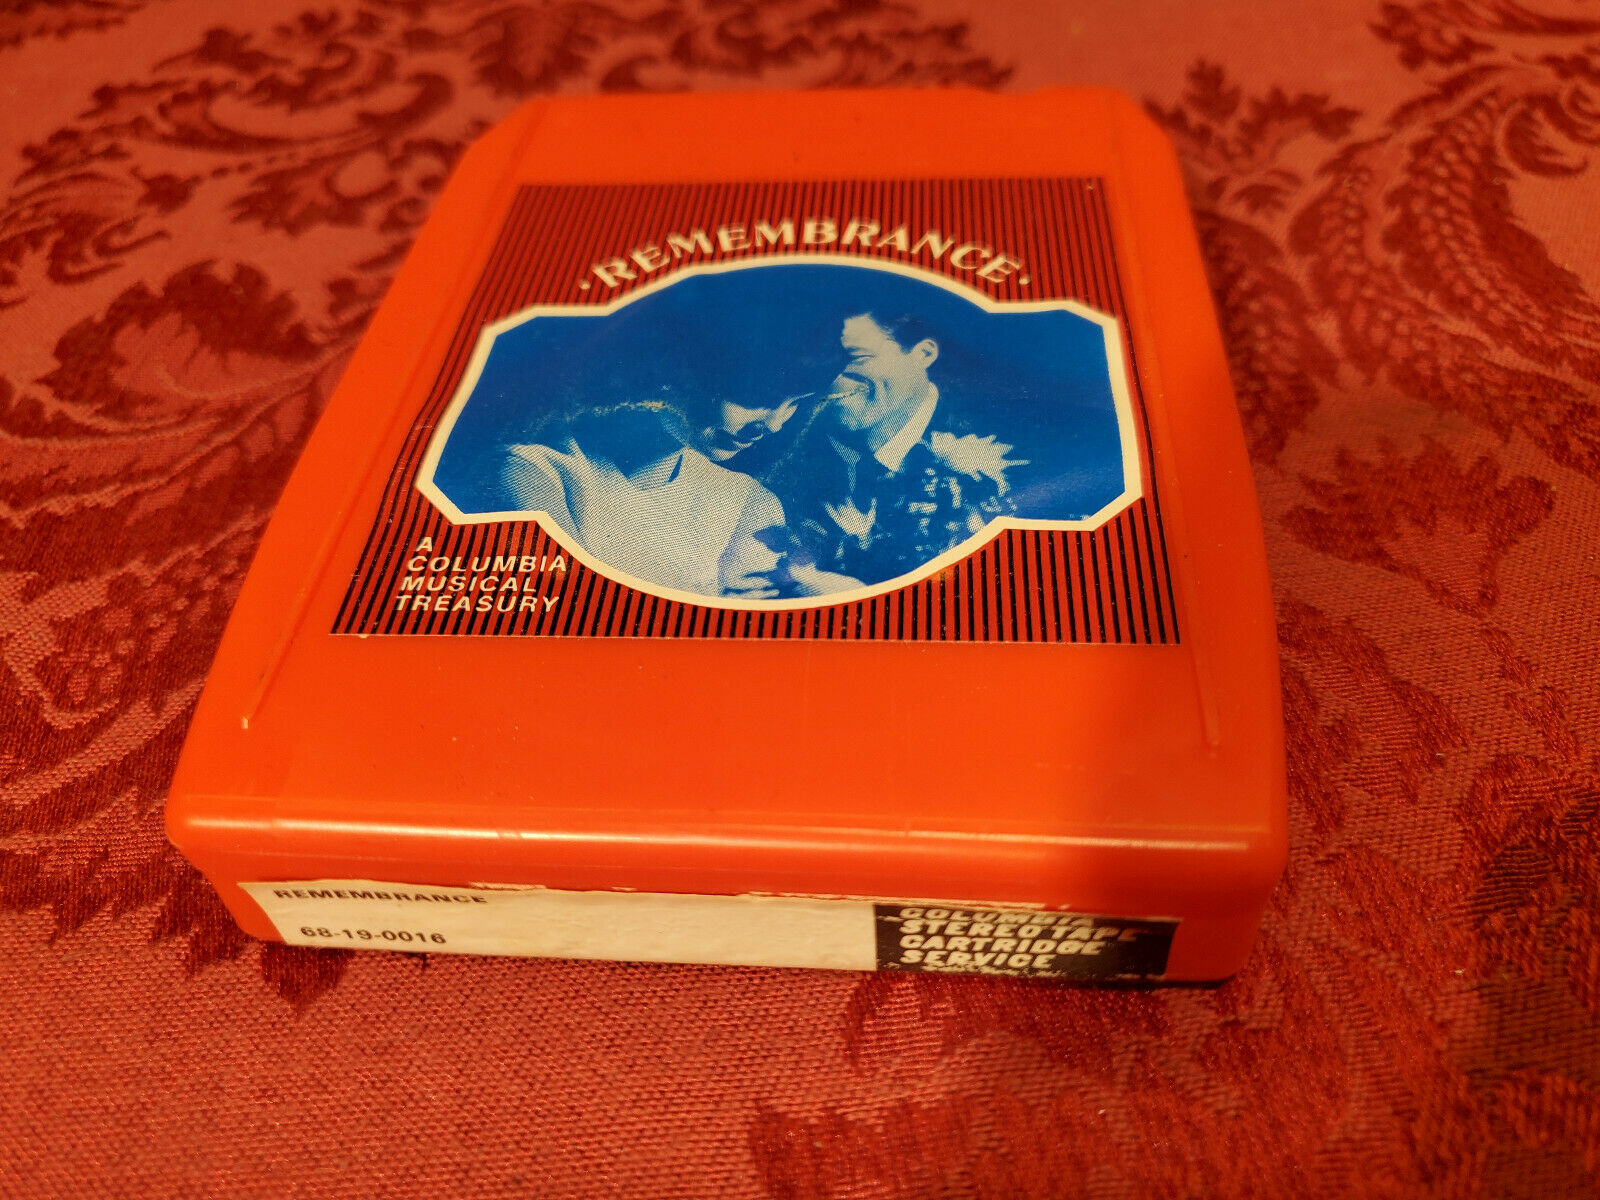 ·REMEMBRANCE·
A
COLUMBIA
MUSICAL
TREASURY
REMEMBRANCE
68-19-0016
COLUMBIA
STEREO TAPE
CARTRIDGE
SERVICE